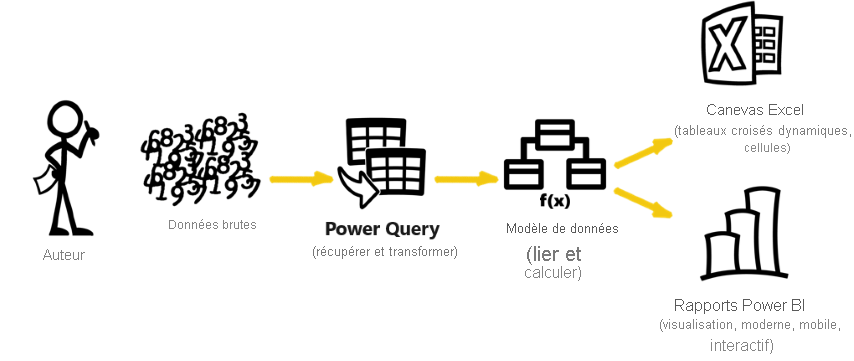 Auteur
Données brutes
Power Query
(récupérer et transformer)
f(x)
Modèle de données
(lier et
calculer)
X
Canevas Excel
(tableaux croisés dynamiques,
cellules)
Rapports Power BI
(visualisation, moderne, mobile,
interactif)